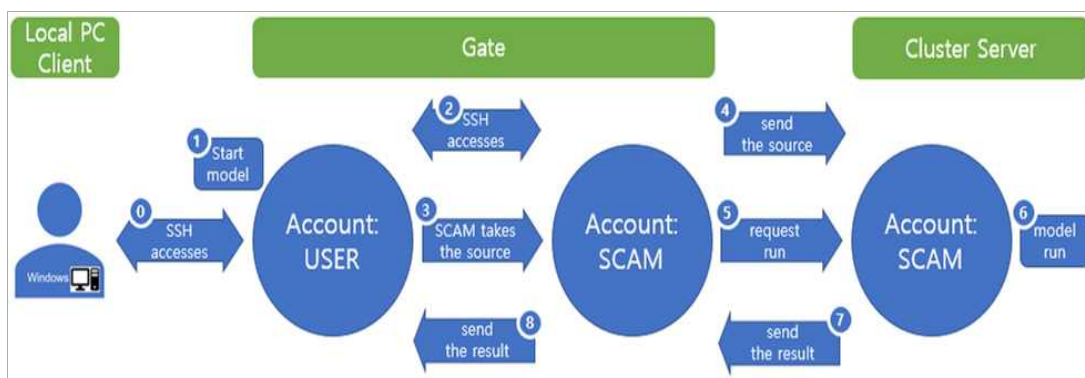 Local PC
Client
Gate
Cluster Server
0
SSH
accesses
1
Start
model
2
SSH
accesses
3
SCAM takes
the source
4
send
the source
5
request
run
6
model
run
7
send
the result
8
send
the result
Windows
Account:
USER
Account:
SCAM
Account:
SCAM